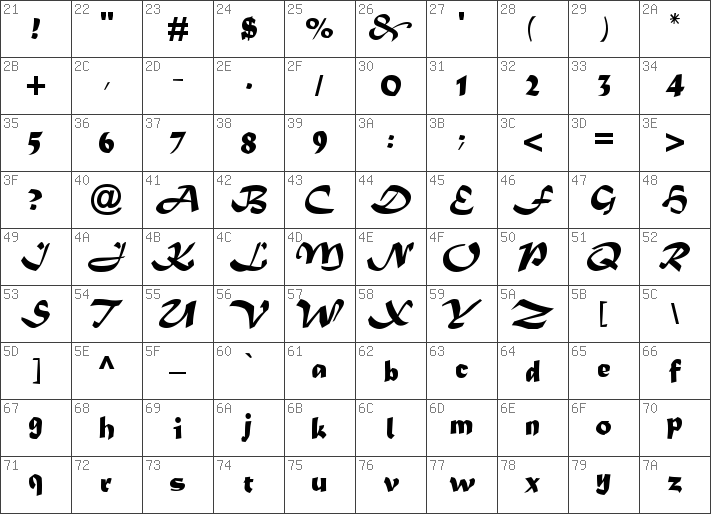 21 22 23 24 25 26 27 28 29 2A
! " # $ % & ' ( ) *
2B 2C 2D 2E 2F 30 31 32 33 34
+ , - . / 0 1 2 3 4
35 36 37 38 39 3A 3B 3C 3D 3E
5 6 7 8 9 : ; < = >
3F 40 41 42 43 44 45 46 47 48
? @ A B C D E F G H
49 4A 4B 4C 4D 4E 4F 50 51 52
I J K L M N O P Q R
53 54 55 56 57 58 59 5A 5B 5C
S T U V W X Y Z [ \
5D 5E 5F 60 61 62 63 64 65 66
] ^ _ ` a b c d e f
67 68 69 6A 6B 6C 6D 6E 6F 70
g h i j k l m n o p
71 72 73 74 75 76 77 78 79 7A
q r s t u v w x y z